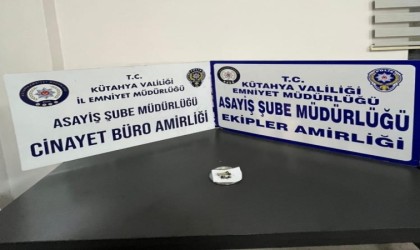 T.C.
KÜTAHYA VALİLİĞİ
İL EMNİYET MÜDÜRLÜĞÜ
ASAYİŞ ŞUBE MÜDÜRLÜĞÜ
CİNAYET BÜRO AMİRLİĞİ
T.C.
KÜTAHYA VALİLİĞİ
EMNİYET MÜDÜRLÜĞÜ
ASAYİŞ ŞUBE MÜDÜRLÜĞÜ
EKİPLER AMİRLİĞİ